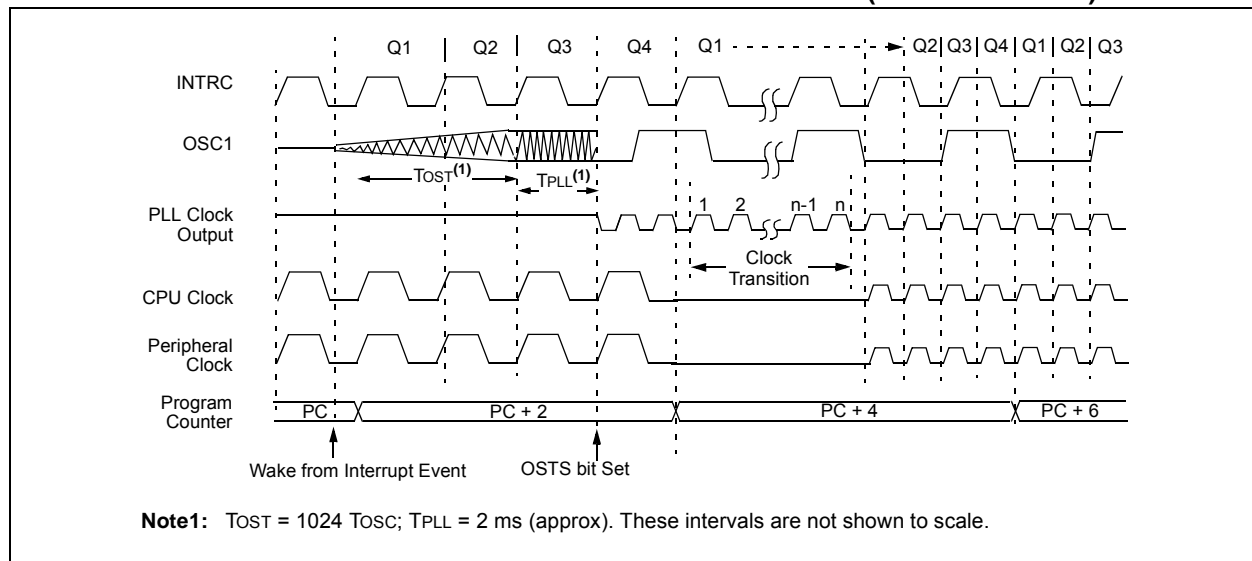 Q1 Q2 Q3 Q4 Q1 Q2 Q3 Q4 Q1 Q2 Q3
INTRC
OSC1
TOST(1) TPLL(1)
1 2 n-1 n
PLL Clock
Output
Clock
Transition
CPU Clock
Peripheral
Clock
Program
Counter
PC PC + 2 PC + 4 PC + 6
Wake from Interrupt Event OSTS bit Set
Note1: TOST = 1024 TOSC; TPLL = 2 ms (approx). These intervals are not shown to scale.